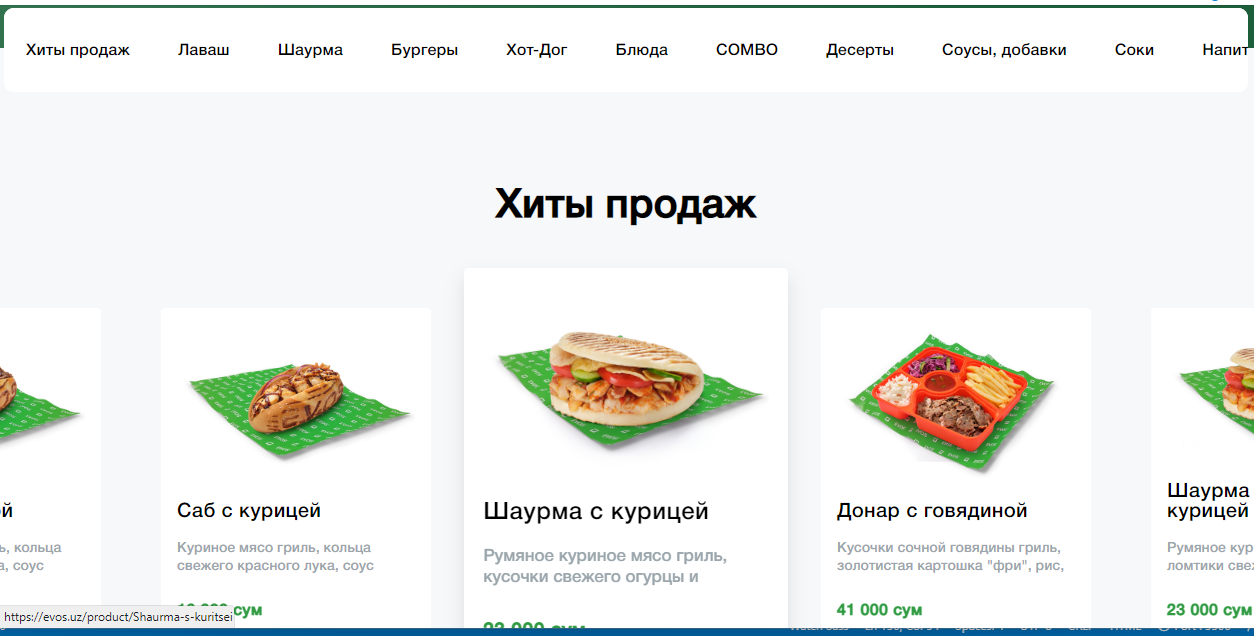 Хиты продаж Лаваш Шаурма Бургеры Хот-Дог Блюда COMBO Десерты Соусы, добавки Соки Напит
Хиты продаж
Саб с курицей
Куриное мясо гриль, кольца
свежего красного лука, соус
сум
Шаурма с курицей
Румяное куриное мясо гриль,
кусочки свежего огурцы и
Донар с говядиной
Кусочки сочной говядины гриль,
золотистая картошка "фри", рис,
41 000 сум
Шаурма
курицей
Румяное кур
ломтики све
23 000 сум
кольца
соус
https://evos.uz/product/Shaurma-s-kuritsei